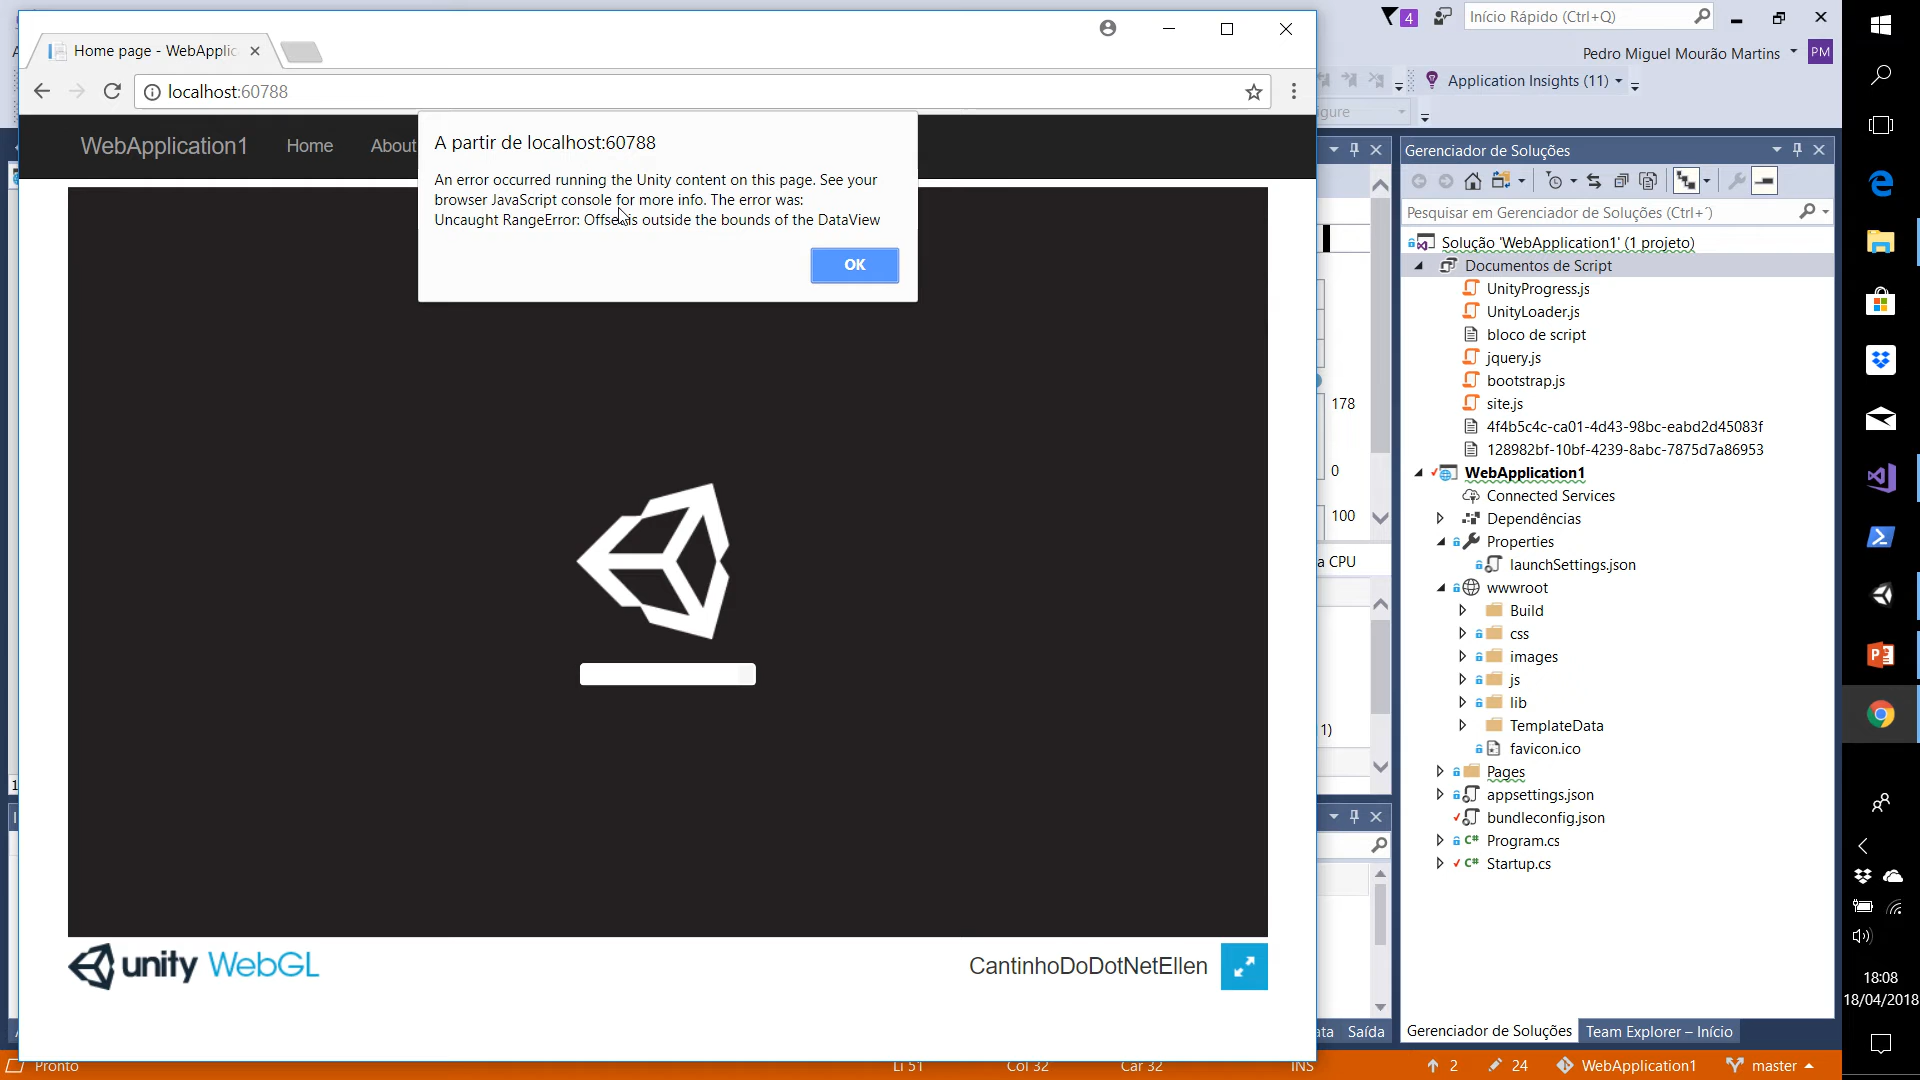 Home page - WebApplic
localhost:60788
WebApplication1
Home
About
A partir de localhost:60788
An error occurred running the Unity content on this page. See your
browser JavaScript console for more info. The error was:
Uncaught RangeError: Offset is outside the bounds of the DataView
OK
unity WebGL
CantinhoDoDotNetEllen
4
Início Rápido (Ctrl+Q)
Pedro Miguel Mourão Martins
PM
Application Insights (11)
gure
178
0
100
a CPU
1)
Gerenciador de Soluções
Pesquisar em Gerenciador de Soluções (Ctrl+´)
Solução 'WebApplication1' (1 projeto)
Documentos de Script
UnityProgress.js
UnityLoader.js
bloco de script
jquery.js
bootstrap.js
site.js
4f4b5c4c-ca01-4d43-98bc-eabd2d45083f
128982bf-10bf-4239-8abc-7875d7a86953
WebApplication1
Connected Services
Dependências
Properties
launchSettings.json
wwwroot
Build
css
images
js
lib
TemplateData
favicon.ico
Pages
appsettings.json
bundleconfig.json
C# Program.cs
C# Startup.cs
ata
Saída
Gerenciador de Soluções
Team Explorer – Início
Pronto
Li 51
Col 32
Car 32
INS
2
24
WebApplication1
master
18:08
18/04/2018